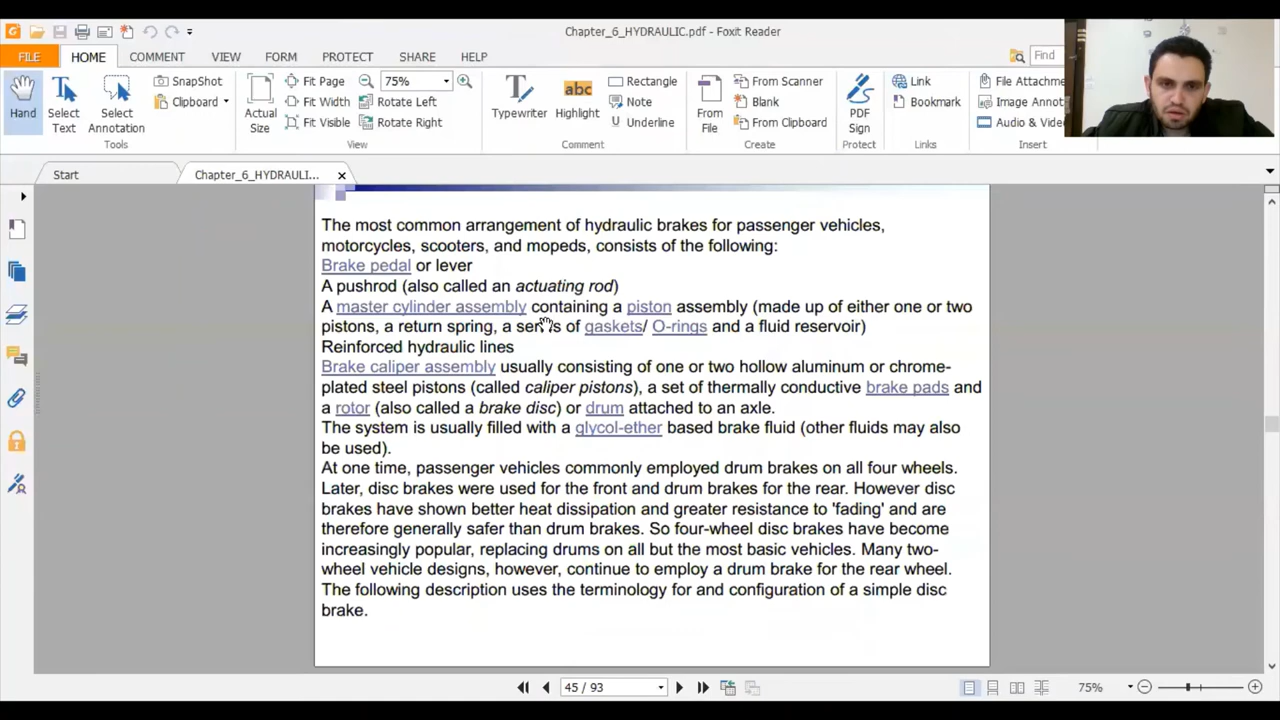 Chapter_6_HYDRAULIC.pdf - Foxit Reader
FILE HOME COMMENT VIEW FORM PROTECT SHARE HELP Find
Hand
Select Text
Select Annotation
SnapShot
Clipboard
Tools
Actual Size
Fit Page
Fit Width
Fit Visible
75%
Rotate Left
Rotate Right
View
Typewriter
Highlight
Rectangle
Note
Underline
Comment
From File
From Scanner
Blank
From Clipboard
Create
PDF Sign
Protect
Link
Bookmark
Links
File Attachme
Image Annot
Audio & Vide
Insert
Start Chapter_6_HYDRAULI...
The most common arrangement of hydraulic brakes for passenger vehicles,
motorcycles, scooters, and mopeds, consists of the following:
Brake pedal or lever
A pushrod (also called an actuating rod)
A master cylinder assembly containing a piston assembly (made up of either one or two
pistons, a return spring, a series of gaskets/ O-rings and a fluid reservoir)
Reinforced hydraulic lines
Brake caliper assembly usually consisting of one or two hollow aluminum or chrome-
plated steel pistons (called caliper pistons), a set of thermally conductive brake pads and
a rotor (also called a brake disc) or drum attached to an axle.
The system is usually filled with a glycol-ether based brake fluid (other fluids may also
be used).
At one time, passenger vehicles commonly employed drum brakes on all four wheels.
Later, disc brakes were used for the front and drum brakes for the rear. However disc
brakes have shown better heat dissipation and greater resistance to 'fading' and are
therefore generally safer than drum brakes. So four-wheel disc brakes have become
increasingly popular, replacing drums on all but the most basic vehicles. Many two-
wheel vehicle designs, however, continue to employ a drum brake for the rear wheel.
The following description uses the terminology for and configuration of a simple disc
brake.
45 / 93 75%